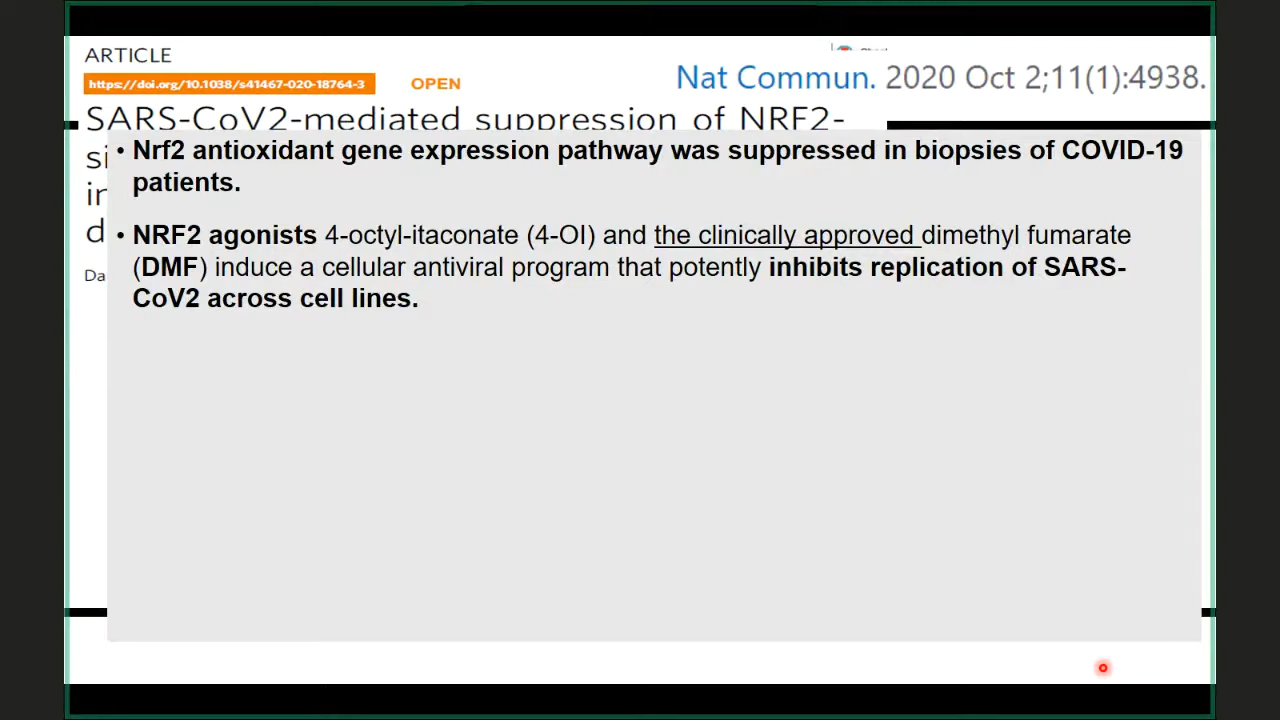 ARTICLE
https://doi.org/10.1038/s41467-020-18764-3 OPEN
Nat Commun. 2020 Oct 2;11(1):4938.
SARS-CoV2-mediated suppression of NRF2-
• Nrf2 antioxidant gene expression pathway was suppressed in biopsies of COVID-19
patients.
• NRF2 agonists 4-octyl-itaconate (4-OI) and the clinically approved dimethyl fumarate
(DMF) induce a cellular antiviral program that potently inhibits replication of SARS-
CoV2 across cell lines.